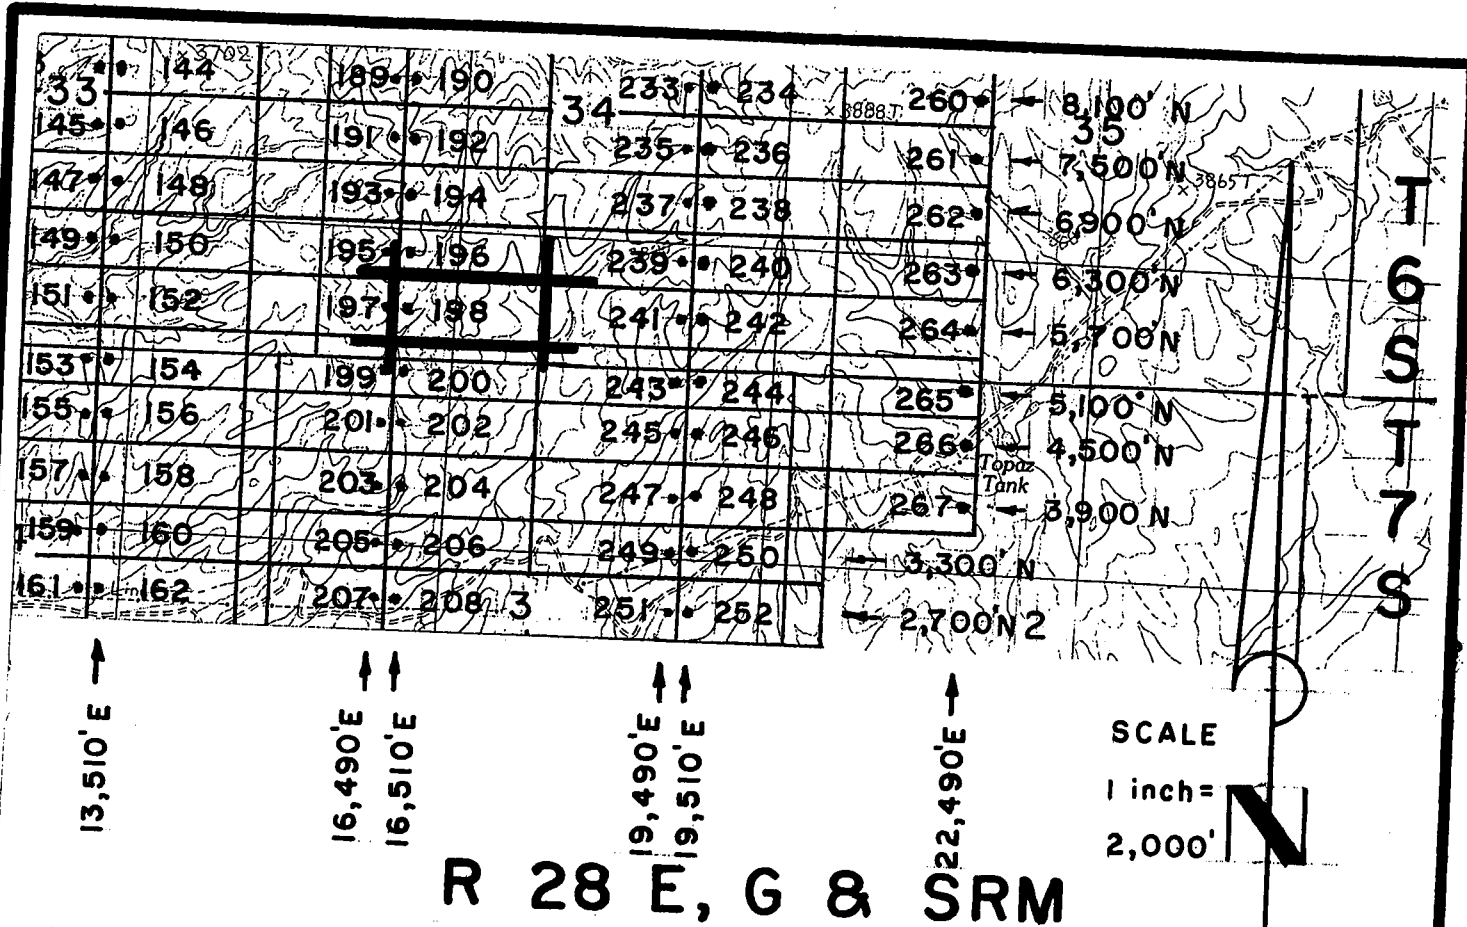 144 3702 189 190 233 234 260 8,100' N
33 34 3888T 35
145 146 191 192 235 236 261 7,500' N
147 148 193 194 237 238 262 6,900' N 3865T
149 150 195 196 239 240 263 6,300' N
151 152 197 198 241 242 264 5,700' N
153 154 199 200 243 244 265 5,100' N
155 156 201 202 245 246 266 4,500' N
Topaz
Tank
157 158 203 204 247 248 267 3,900 N
159 160 205 206 249 250 3,300' N
161 162 207 208 3 251 252 2,700' N 2
T
6
S
T
7
S
13,510' E 16,490' E 16,510' E 19,490' E 19,510' E 22,490' E
SCALE
1 inch =
2,000'
N
R 28 E, G & SRM